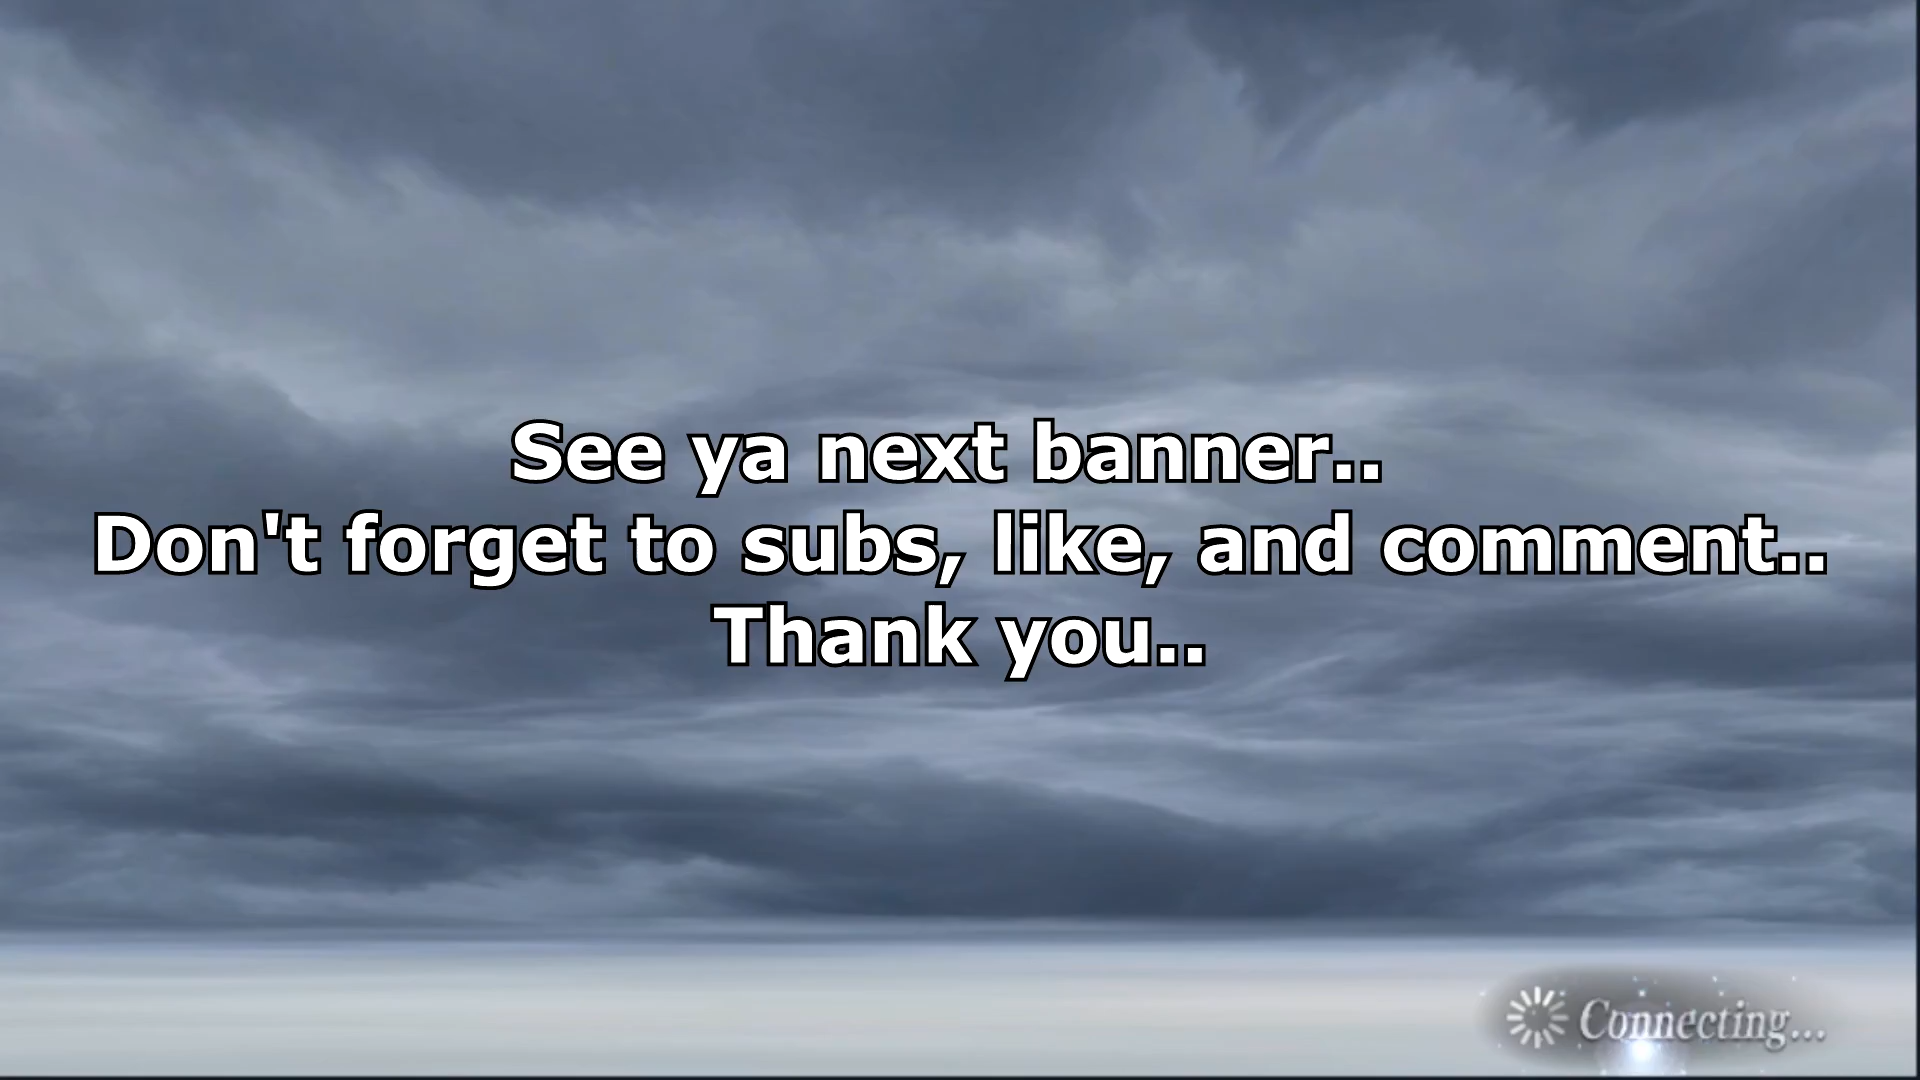 See ya next banner..
Don't forget to subs, like, and comment..
Thank you..
Connecting...